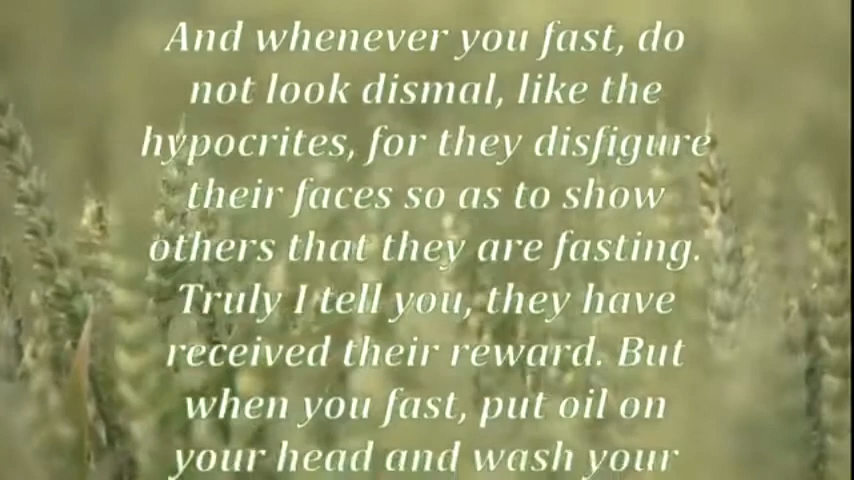 And whenever you fast, do
not look dismal, like the
hypocrites, for they disfigure
their faces so as to show
others that they are fasting.
Truly I tell you, they have
received their reward. But
when you fast, put oil on
your head and wash your